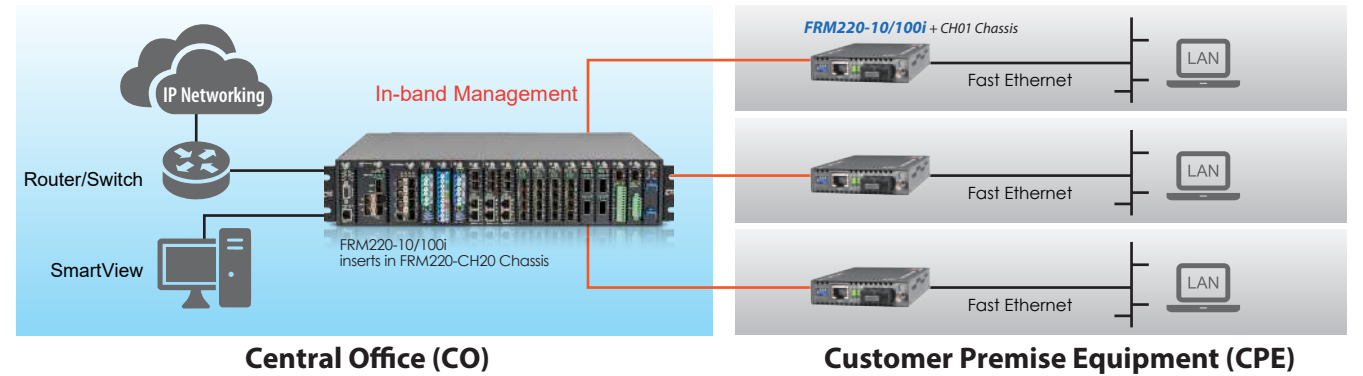 IP Networking
Router/Switch
SmartView
In-band Management
FRM220-10/100i
inserts in FRM220-CH20 Chassis
Central Office (CO)
FRM220-10/100i + CH01 Chassis
Fast Ethernet
LAN
Fast Ethernet
LAN
Fast Ethernet
LAN
Customer Premise Equipment (CPE)